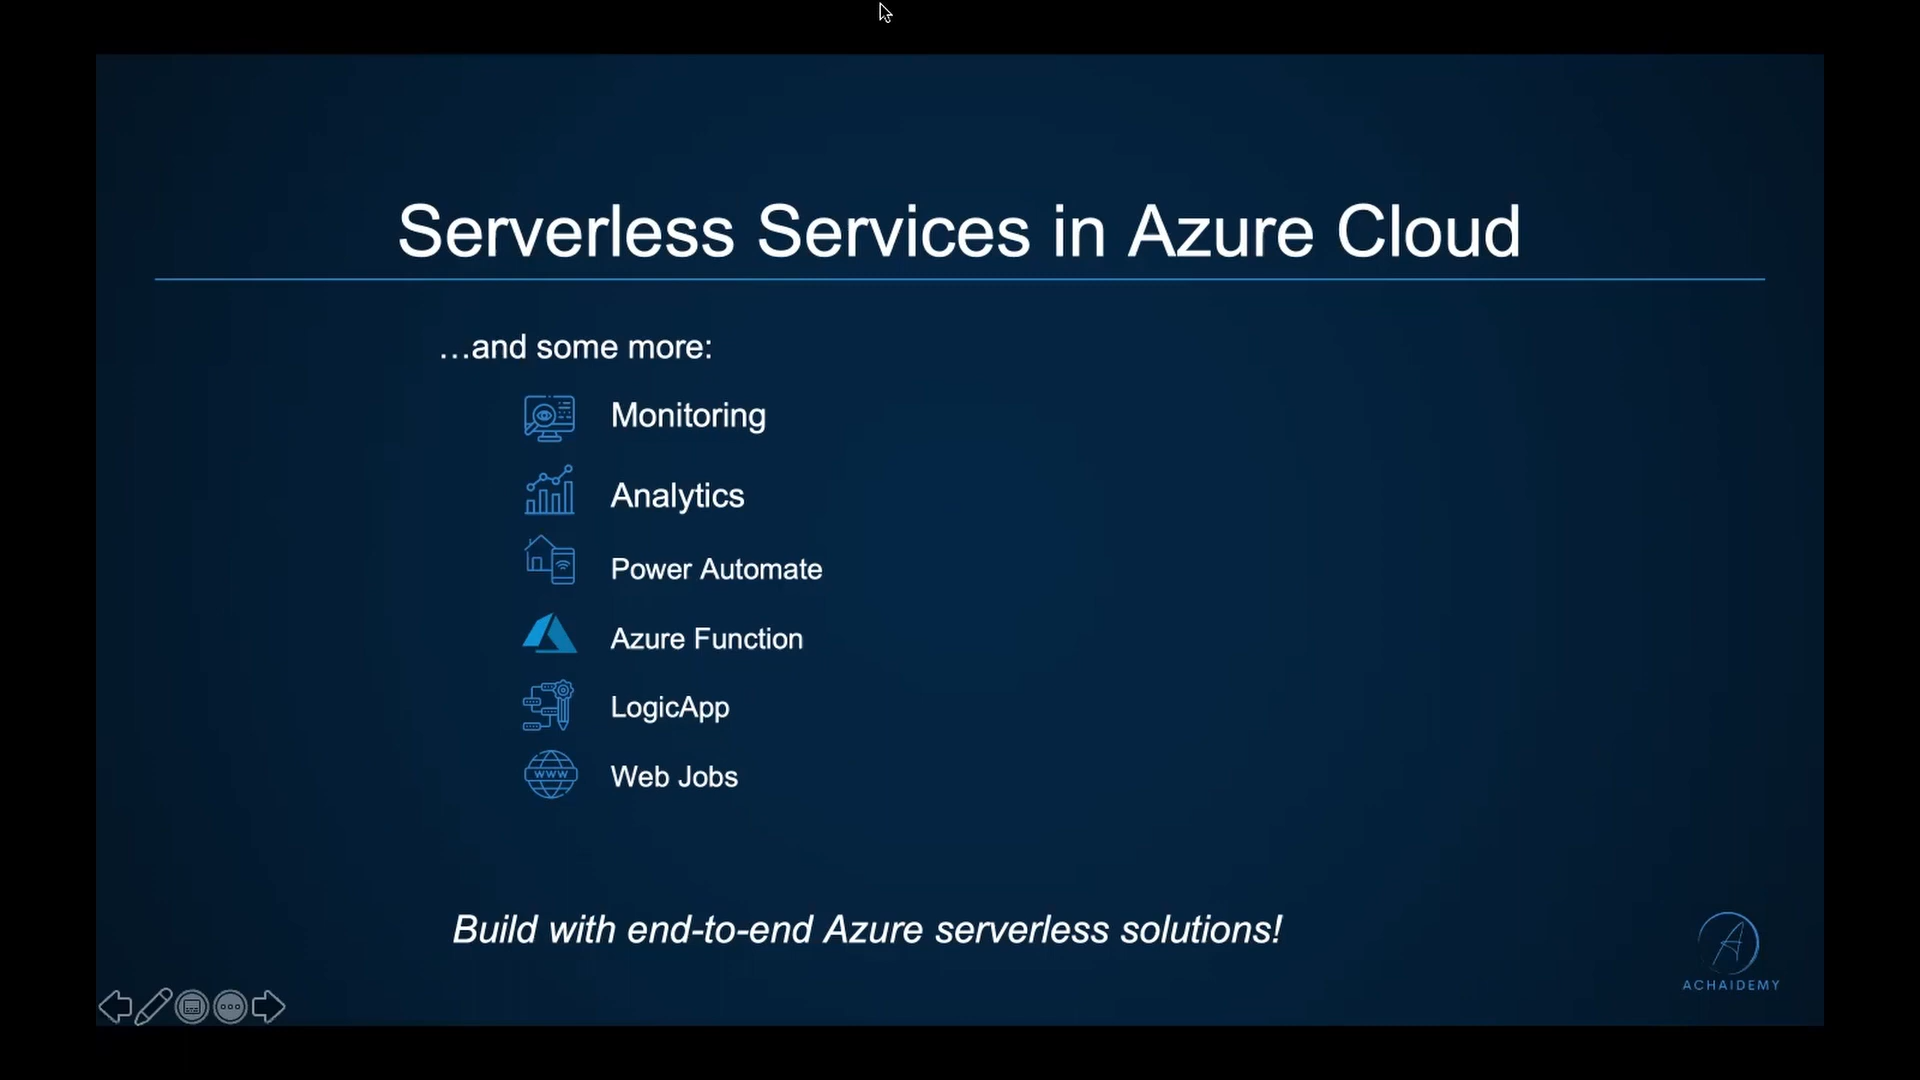 Serverless Services in Azure Cloud
…and some more:
Monitoring
Analytics
Power Automate
Azure Function
LogicApp
WWW
Web Jobs
Build with end-to-end Azure serverless solutions!
A
ACHAIDEMY